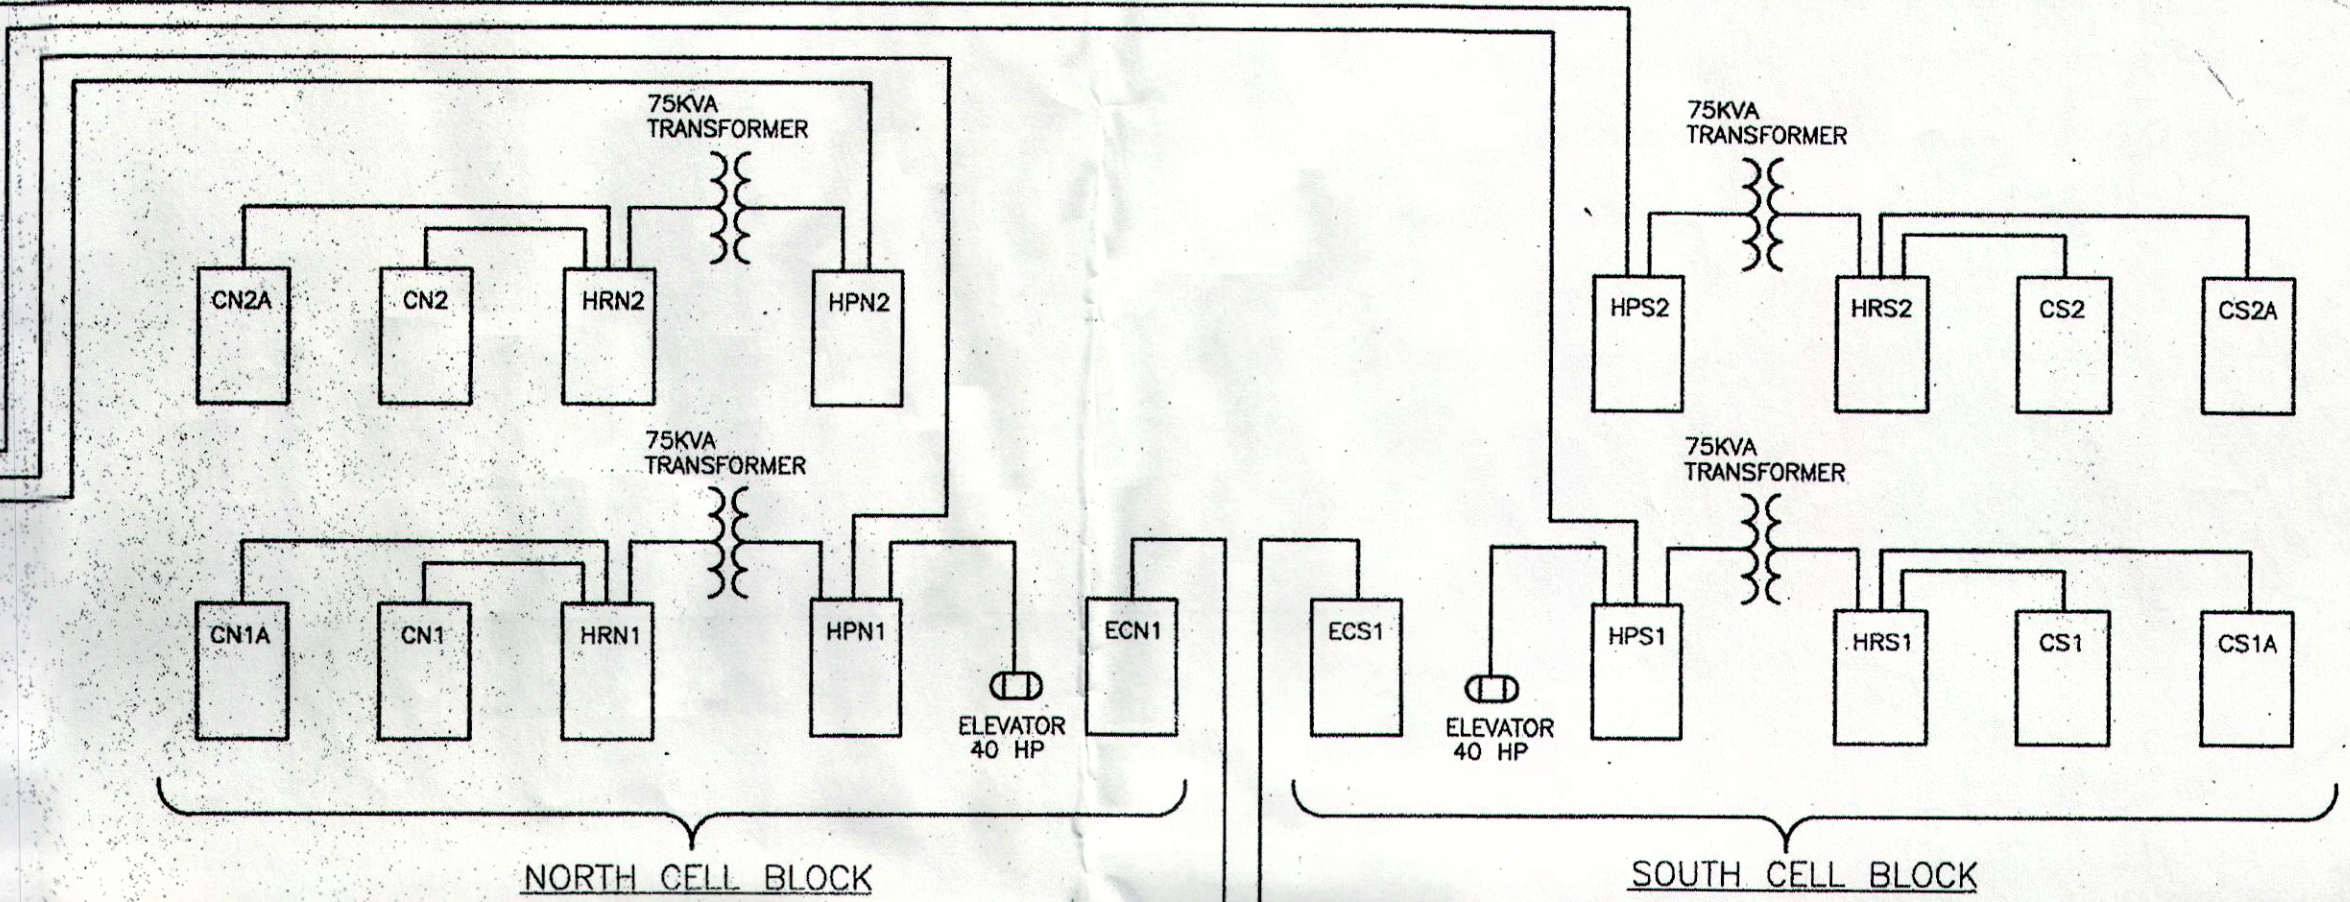 75KVA
TRANSFORMER
75KVA
TRANSFORMER
CN2A
CN2
HRN2
HPN2
HPS2
HRS2
CS2
CS2A
75KVA
TRANSFORMER
75KVA
TRANSFORMER
CN1A
CN1
HRN1
HPN1
ECN1
ECS1
HPS1
HRS1
CS1
CS1A
ELEVATOR
40 HP
ELEVATOR
40 HP
NORTH CELL BLOCK
SOUTH CELL BLOCK